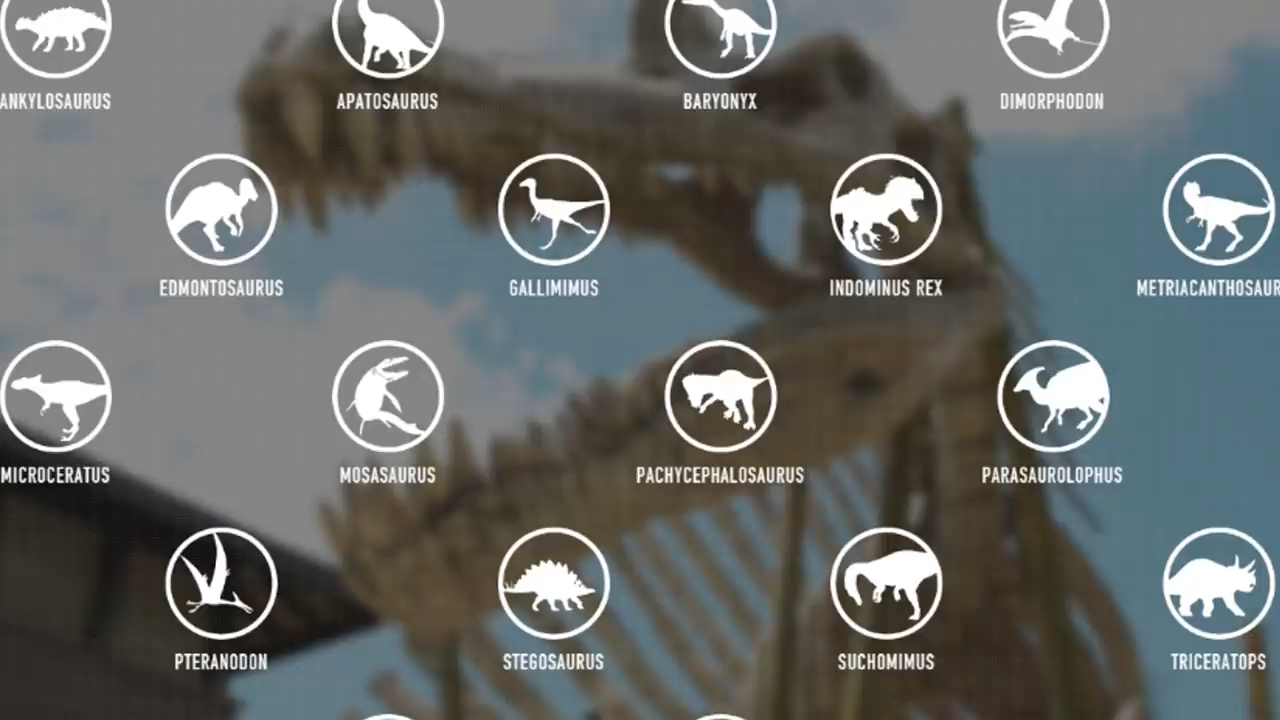 ANKYLOSAURUS
APATOSAURUS
BARYONYX
DIMORPHODON
EDMONTOSAURUS
GALLIMIMUS
INDOMINUS REX
METRIACANTHOSAUR
MICROCERATUS
MOSASAURUS
PACHYCEPHALOSAURUS
PARASAUROLOPHUS
PTERANODON
STEGOSAURUS
SUCHOMIMUS
TRICERATOPS